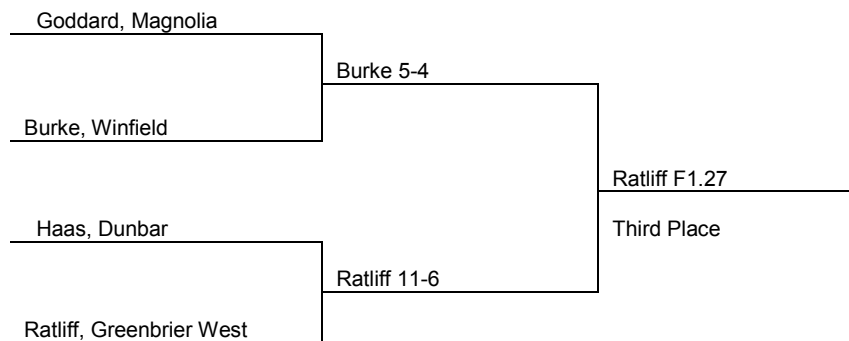 Goddard, Magnolia
Burke 5-4
Burke, Winfield
Ratliff F1.27
Haas, Dunbar
Third Place
Ratliff 11-6
Ratliff, Greenbrier West